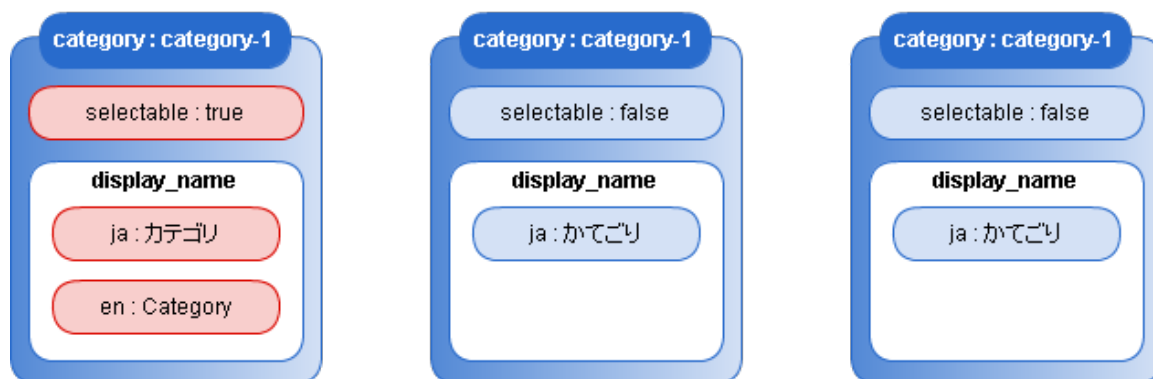 category : category-1
selectable : true
display_name
ja : カテゴリ
en : Category
category : category-1
selectable : false
display_name
ja : かてごり
category : category-1
selectable : false
display_name
ja : かてごり